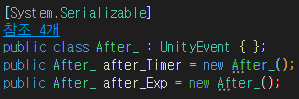 [System.Serializable]
참조 4개
public class After_ : UnityEvent { };
public After_ after_Timer = new After_();
public After_ after_Exp = new After_();